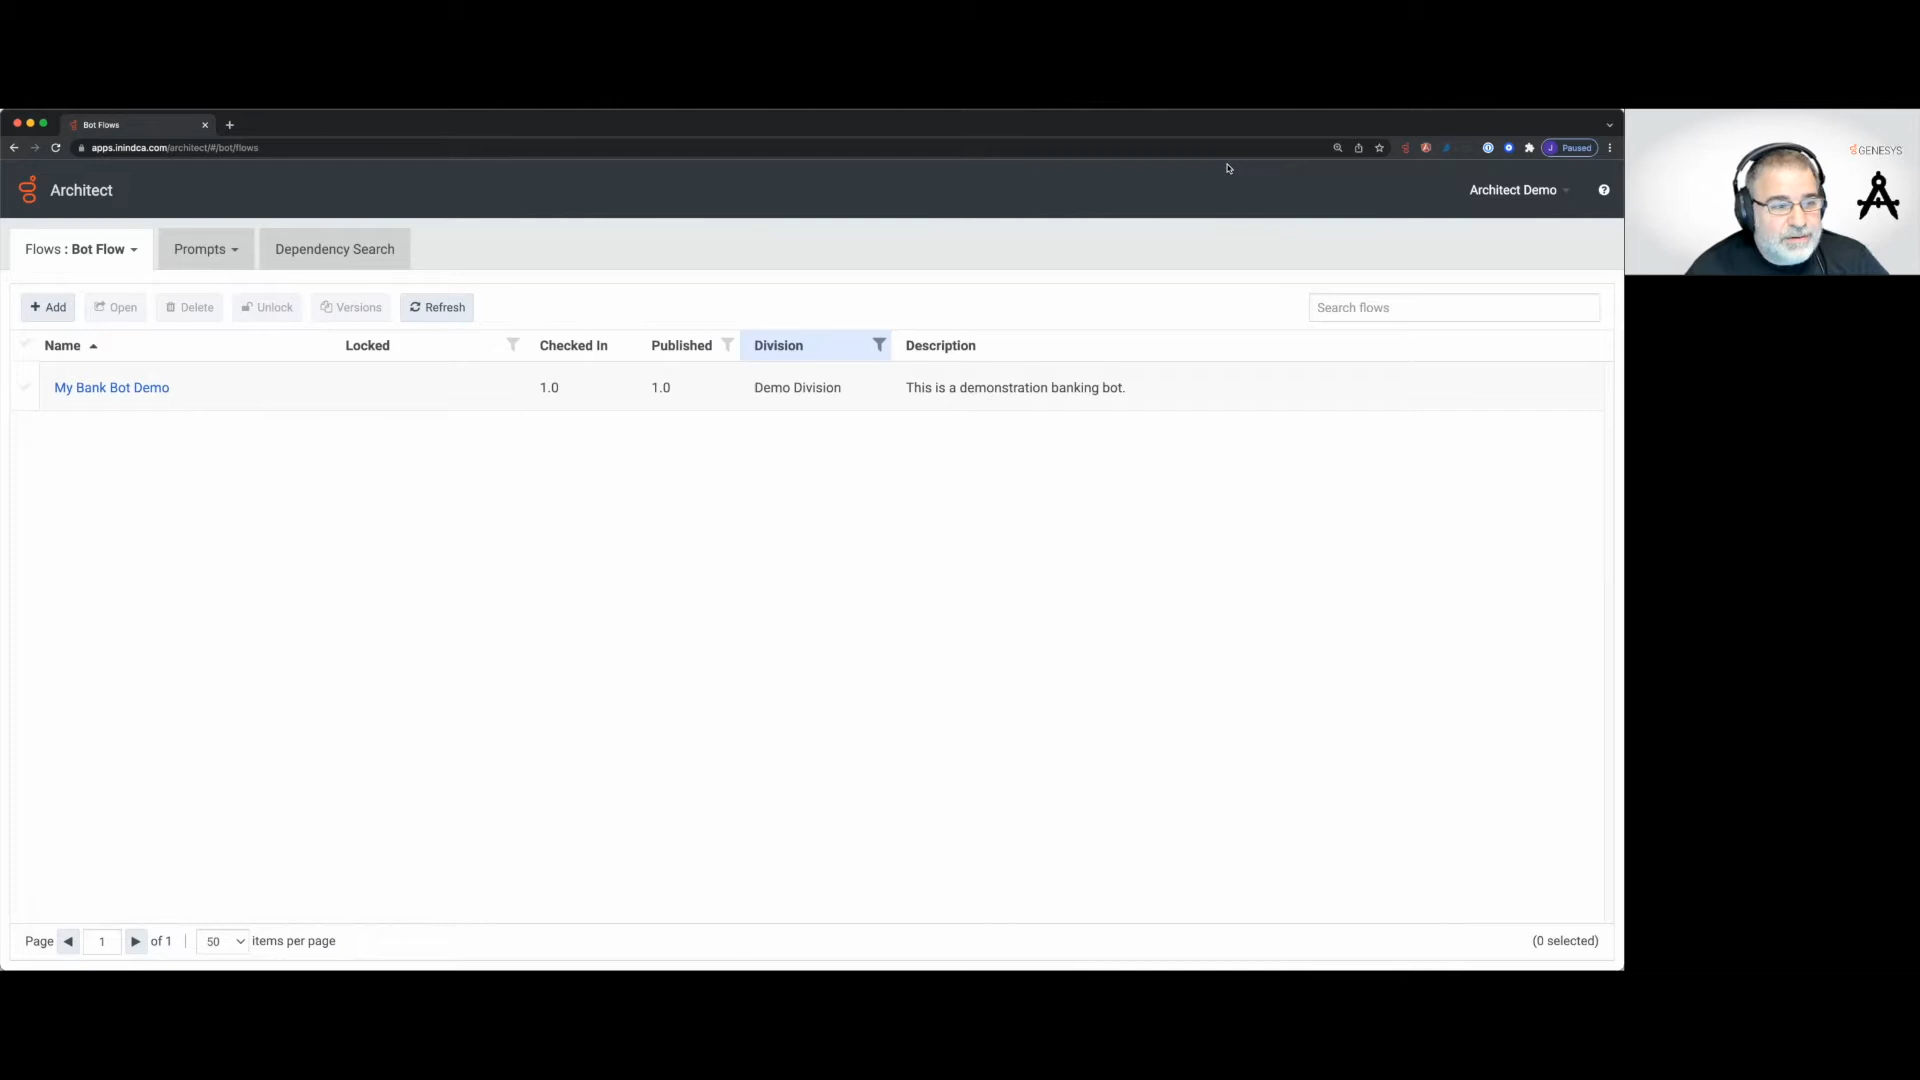 Bot Flows
apps.inindca.com/architect/#/bot/flows
J Paused
GENESYS
Architect
Architect Demo
Flows : Bot Flow
Prompts
Dependency Search
Add
Open
Delete
Unlock
Versions
Refresh
Search flows
Name
Locked
Checked In
Published
Division
Description
My Bank Bot Demo
1.0
1.0
Demo Division
This is a demonstration banking bot.
Page 1 of 1 | 50 items per page
(0 selected)